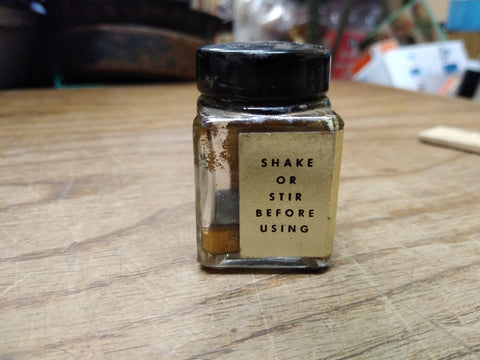 SHAKE
OR
STIR
BEFORE
USING